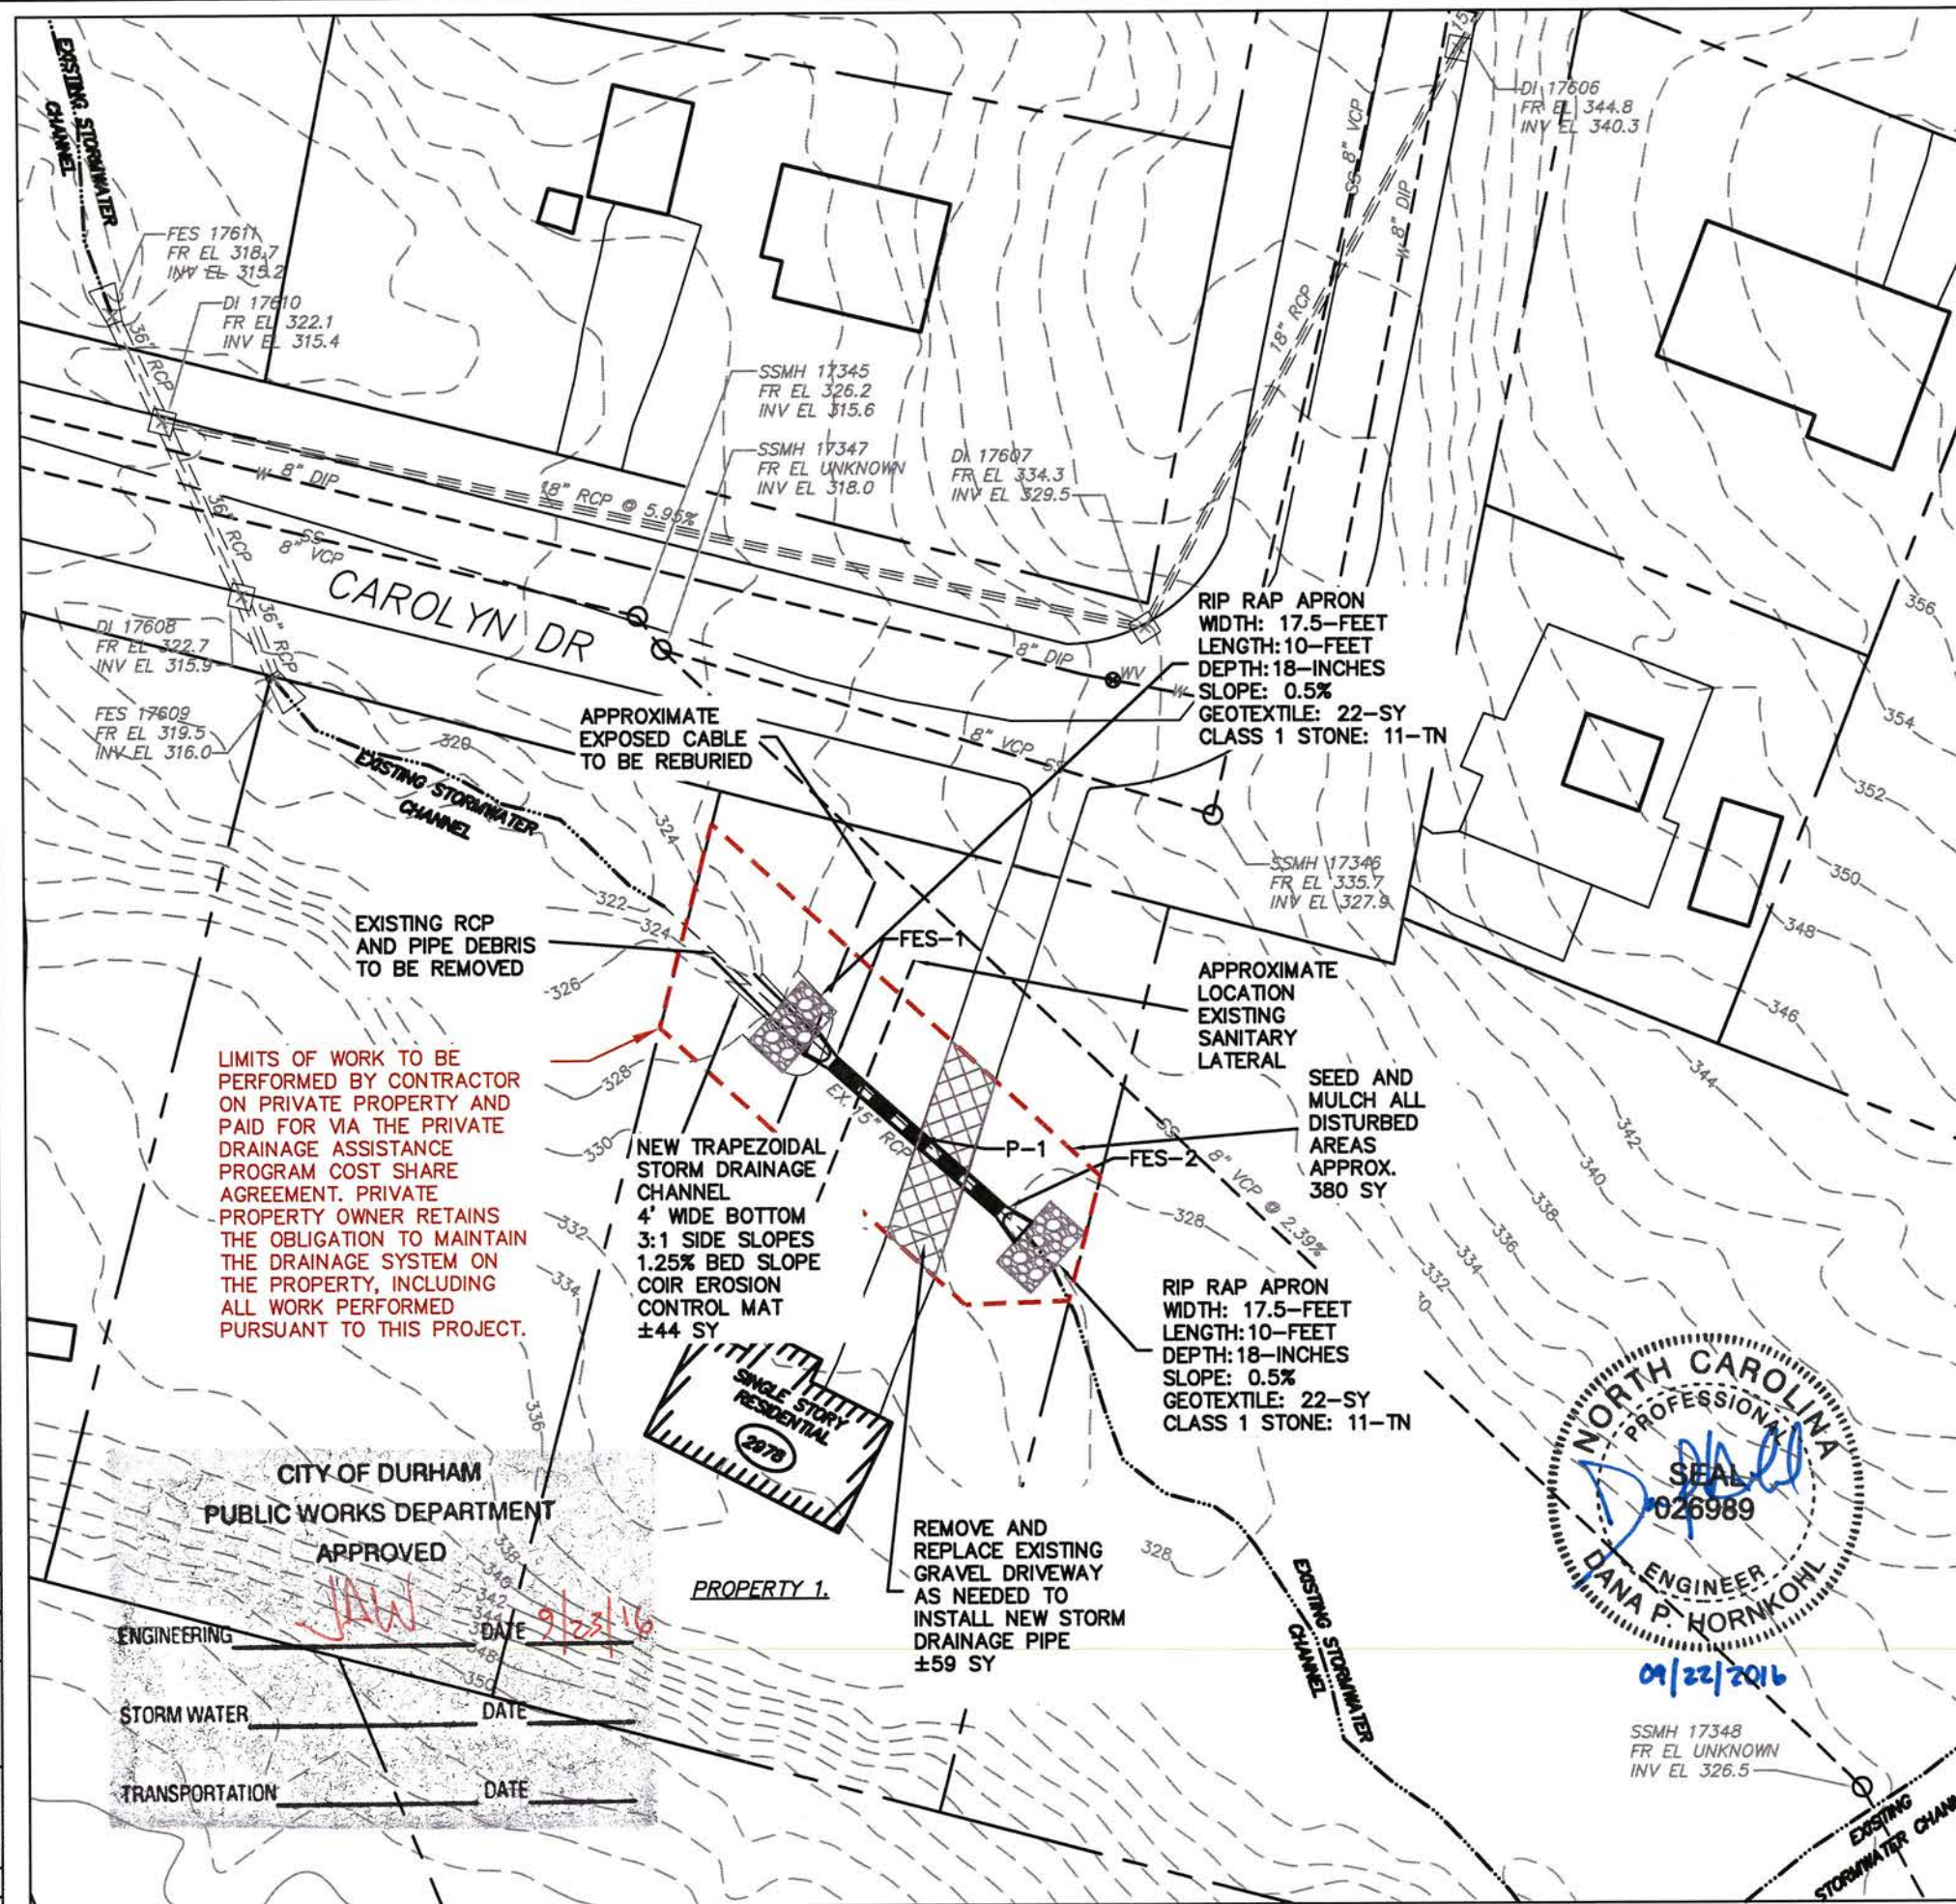 EXISTING STORMWATER
CHANNEL
FES 17611
FR EL 318.7
INV EL 315.2
DI 17610
FR EL 322.1
INV EL 315.4
36" RCP
DI 17606
FR EL 344.8
INV EL 340.3
SS 8" VCP
W 8" DIP
18" RCP
SSMH 17345
FR EL 326.2
INV EL 315.6
SSMH 17347
FR EL UNKNOWN
INV EL 318.0
DI 17607
FR EL 334.3
INV EL 329.5
W 8" DIP
18" RCP @ 5.95%
36" RCP
SS
8" VCP
CAROLYN DR
36" RCP
DI 17608
FR EL 322.7
INV EL 315.9
FES 17609
FR EL 319.5
INV EL 316.0
8" DIP
WV
W
RIP RAP APRON
WIDTH: 17.5-FEET
LENGTH: 10-FEET
DEPTH: 18-INCHES
SLOPE: 0.5%
GEOTEXTILE: 22-SY
CLASS 1 STONE: 11-TN
356
354
352
350
348
346
344
342
340
338
336
334
332
APPROXIMATE
EXPOSED CABLE
TO BE REBURIED
8" VCP
SS
320
EXISTING STORMWATER
CHANNEL
324
SSMH 17346
FR EL 335.7
INV EL 327.9
322
324
326
EXISTING RCP
AND PIPE DEBRIS
TO BE REMOVED
FES-1
APPROXIMATE
LOCATION
EXISTING
SANITARY
LATERAL
LIMITS OF WORK TO BE
PERFORMED BY CONTRACTOR
ON PRIVATE PROPERTY AND
PAID FOR VIA THE PRIVATE
DRAINAGE ASSISTANCE
PROGRAM COST SHARE
AGREEMENT. PRIVATE
PROPERTY OWNER RETAINS
THE OBLIGATION TO MAINTAIN
THE DRAINAGE SYSTEM ON
THE PROPERTY, INCLUDING
ALL WORK PERFORMED
PURSUANT TO THIS PROJECT.
328
330
332
334
336
EX. 15" RCP
P-1
FES-2
SEED AND
MULCH ALL
DISTURBED
AREAS
APPROX.
380 SY
SS
8" VCP @ 2.39%
328
NEW TRAPEZOIDAL
STORM DRAINAGE
CHANNEL
4' WIDE BOTTOM
3:1 SIDE SLOPES
1.25% BED SLOPE
COIR EROSION
CONTROL MAT
±44 SY
RIP RAP APRON
WIDTH: 17.5-FEET
LENGTH: 10-FEET
DEPTH: 18-INCHES
SLOPE: 0.5%
GEOTEXTILE: 22-SY
CLASS 1 STONE: 11-TN
SINGLE STORY
RESIDENTIAL
2978
PROPERTY 1.
REMOVE AND
REPLACE EXISTING
GRAVEL DRIVEWAY
AS NEEDED TO
INSTALL NEW STORM
DRAINAGE PIPE
±59 SY
328
EXISTING STORMWATER
CHANNEL
CITY OF DURHAM
PUBLIC WORKS DEPARTMENT
APPROVED
338
340
342
344
348
350
ENGINEERING JAW DATE 9/23/16
STORM WATER DATE
TRANSPORTATION DATE
NORTH CAROLINA
PROFESSIONAL
SEAL
026989
ENGINEER
DANA P. HORNKOHL
09/22/2016
SSMH 17348
FR EL UNKNOWN
INV EL 326.5
EXISTING
STORMWATER